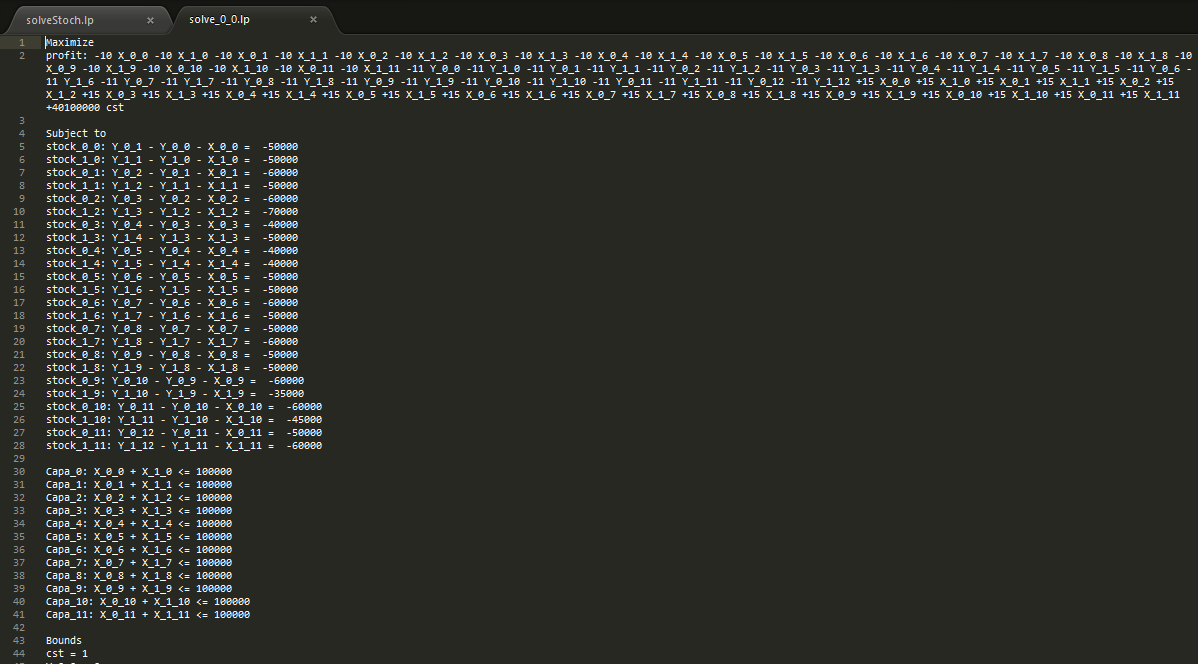 solveStoch.lp × solve_0_0.lp ×
1 Maximize
2 profit: -10 X_0_0 -10 X_1_0 -10 X_0_1 -10 X_1_1 -10 X_0_2 -10 X_1_2 -10 X_0_3 -10 X_1_3 -10 X_0_4 -10 X_1_4 -10 X_0_5 -10 X_1_5 -10 X_0_6 -10 X_1_6 -10 X_0_7 -10 X_1_7 -10 X_0_8 -10 X_1_8 -10
X_0_9 -10 X_1_9 -10 X_0_10 -10 X_1_10 -10 X_0_11 -10 X_1_11 -11 Y_0_0 -11 Y_1_0 -11 Y_0_1 -11 Y_1_1 -11 Y_0_2 -11 Y_1_2 -11 Y_0_3 -11 Y_1_3 -11 Y_0_4 -11 Y_1_4 -11 Y_0_5 -11 Y_1_5 -11 Y_0_6 -
11 Y_1_6 -11 Y_0_7 -11 Y_1_7 -11 Y_0_8 -11 Y_1_8 -11 Y_0_9 -11 Y_1_9 -11 Y_0_10 -11 Y_1_10 -11 Y_0_11 -11 Y_1_11 -11 Y_0_12 -11 Y_1_12 +15 X_0_0 +15 X_1_0 +15 X_0_1 +15 X_1_1 +15 X_0_2 +15
X_1_2 +15 X_0_3 +15 X_1_3 +15 X_0_4 +15 X_1_4 +15 X_0_5 +15 X_1_5 +15 X_0_6 +15 X_1_6 +15 X_0_7 +15 X_1_7 +15 X_0_8 +15 X_1_8 +15 X_0_9 +15 X_1_9 +15 X_0_10 +15 X_1_10 +15 X_0_11 +15 X_1_11
+40100000 cst
3
4 Subject to
5 stock_0_0: Y_0_1 - Y_0_0 - X_0_0 = -50000
6 stock_1_0: Y_1_1 - Y_1_0 - X_1_0 = -50000
7 stock_0_1: Y_0_2 - Y_0_1 - X_0_1 = -60000
8 stock_1_1: Y_1_2 - Y_1_1 - X_1_1 = -50000
9 stock_0_2: Y_0_3 - Y_0_2 - X_0_2 = -60000
10 stock_1_2: Y_1_3 - Y_1_2 - X_1_2 = -70000
11 stock_0_3: Y_0_4 - Y_0_3 - X_0_3 = -40000
12 stock_1_3: Y_1_4 - Y_1_3 - X_1_3 = -50000
13 stock_0_4: Y_0_5 - Y_0_4 - X_0_4 = -40000
14 stock_1_4: Y_1_5 - Y_1_4 - X_1_4 = -40000
15 stock_0_5: Y_0_6 - Y_0_5 - X_0_5 = -50000
16 stock_1_5: Y_1_6 - Y_1_5 - X_1_5 = -50000
17 stock_0_6: Y_0_7 - Y_0_6 - X_0_6 = -60000
18 stock_1_6: Y_1_7 - Y_1_6 - X_1_6 = -50000
19 stock_0_7: Y_0_8 - Y_0_7 - X_0_7 = -50000
20 stock_1_7: Y_1_8 - Y_1_7 - X_1_7 = -60000
21 stock_0_8: Y_0_9 - Y_0_8 - X_0_8 = -50000
22 stock_1_8: Y_1_9 - Y_1_8 - X_1_8 = -50000
23 stock_0_9: Y_0_10 - Y_0_9 - X_0_9 = -60000
24 stock_1_9: Y_1_10 - Y_1_9 - X_1_9 = -35000
25 stock_0_10: Y_0_11 - Y_0_10 - X_0_10 = -60000
26 stock_1_10: Y_1_11 - Y_1_10 - X_1_10 = -45000
27 stock_0_11: Y_0_12 - Y_0_11 - X_0_11 = -50000
28 stock_1_11: Y_1_12 - Y_1_11 - X_1_11 = -60000
29
30 Capa_0: X_0_0 + X_1_0 <= 100000
31 Capa_1: X_0_1 + X_1_1 <= 100000
32 Capa_2: X_0_2 + X_1_2 <= 100000
33 Capa_3: X_0_3 + X_1_3 <= 100000
34 Capa_4: X_0_4 + X_1_4 <= 100000
35 Capa_5: X_0_5 + X_1_5 <= 100000
36 Capa_6: X_0_6 + X_1_6 <= 100000
37 Capa_7: X_0_7 + X_1_7 <= 100000
38 Capa_8: X_0_8 + X_1_8 <= 100000
39 Capa_9: X_0_9 + X_1_9 <= 100000
40 Capa_10: X_0_10 + X_1_10 <= 100000
41 Capa_11: X_0_11 + X_1_11 <= 100000
42
43 Bounds
44 cst = 1